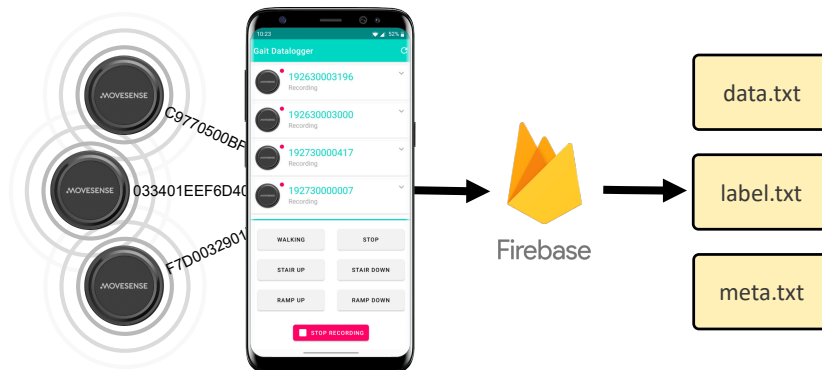 MOVESENSE
C9770500BF
MOVESENSE
033401EEF6D40
MOVESENSE
F7D0032901
10:23
52%
Gait Datalogger
192630003196
Recording
192630003000
Recording
192730000417
Recording
192730000007
Recording
WALKING STOP
STAIR UP STAIR DOWN
RAMP UP RAMP DOWN
STOP RECORDING
Firebase
data.txt
label.txt
meta.txt